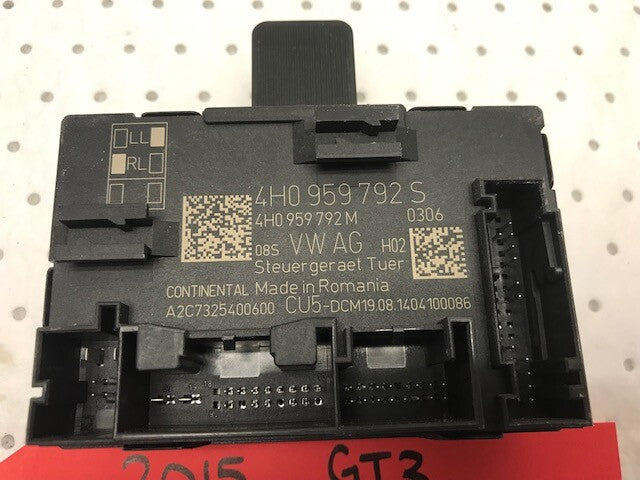 LL
RL
4H0 959 792 S
4H0 959 792 M 0306
08S VW AG H02
Steuergeraet Tuer
CONTINENTAL Made in Romania
A2C7325400600 CU5-DCM19.08.1404100086
2015 GT3